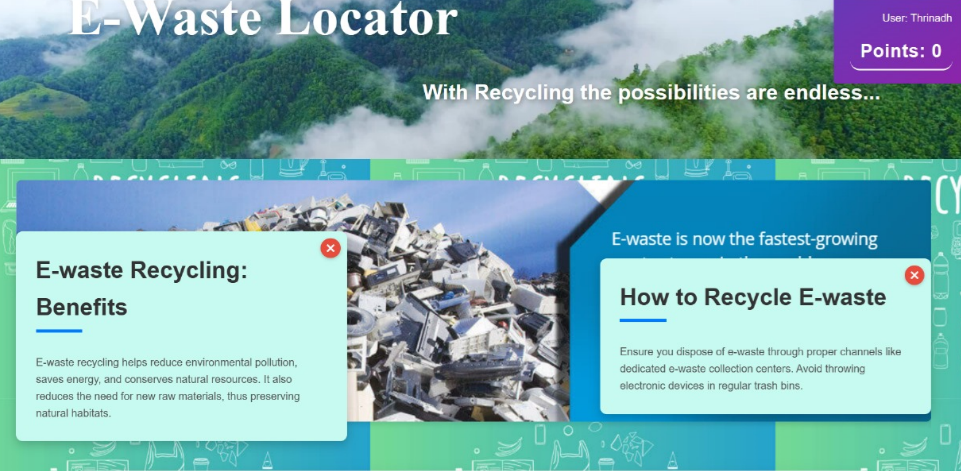 E-Waste Locator
User: Thrinadh
Points: 0
With Recycling the possibilities are endless...
E-waste is now the fastest-growing
E-waste Recycling:
Benefits
E-waste recycling helps reduce environmental pollution,
saves energy, and conserves natural resources. It also
reduces the need for new raw materials, thus preserving
natural habitats.
How to Recycle E-waste
Ensure you dispose of e-waste through proper channels like
dedicated e-waste collection centers. Avoid throwing
electronic devices in regular trash bins.